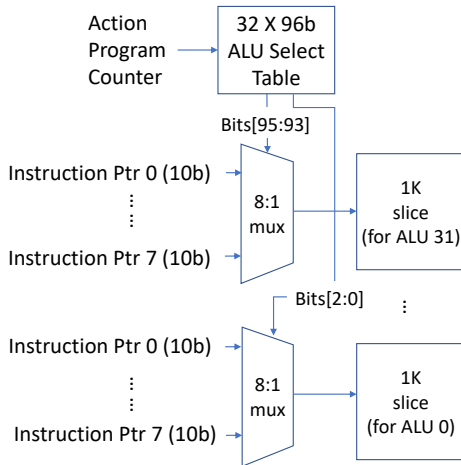 Action
Program
Counter
32 X 96b
ALU Select
Table
Bits[95:93]
Instruction Ptr 0 (10b)
...
...
Instruction Ptr 7 (10b)
8:1
mux
1K
slice
(for ALU 31)
Bits[2:0]
...
Instruction Ptr 0 (10b)
...
...
Instruction Ptr 7 (10b)
8:1
mux
1K
slice
(for ALU 0)